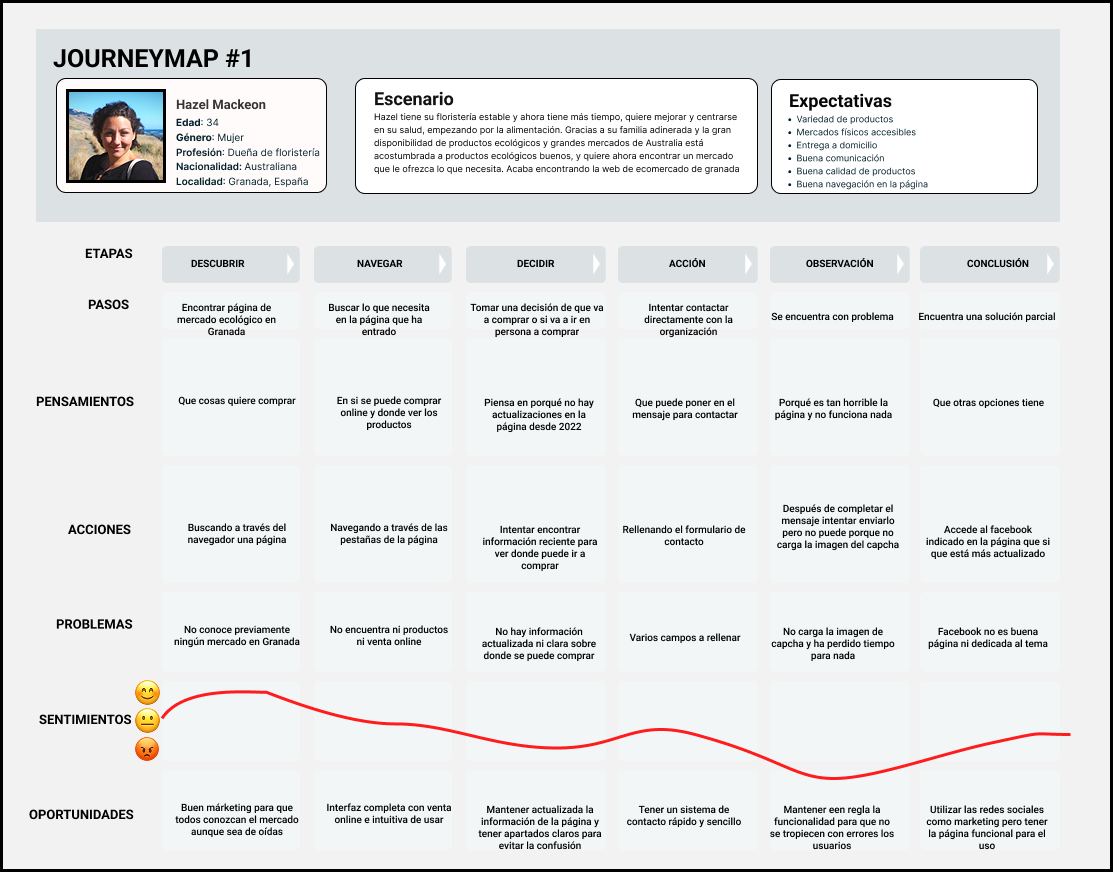 JOURNEYMAP #1
Hazel Mackeon
Edad: 34
Género: Mujer
Profesión: Dueña de floristería
Nacionalidad: Australiana
Localidad: Granada, España
Escenario
Hazel tiene su floristería estable y ahora tiene más tiempo, quiere mejorar y centrarse
en su salud, empezando por la alimentación. Gracias a su familia adinerada y la gran
disponibilidad de productos ecológicos y grandes mercados de Australia está
acostumbrada a productos ecológicos buenos, y quiere ahora encontrar un mercado
que le ofrezca lo que necesita. Acaba encontrando la web de ecomercado de granada
Expectativas
• Variedad de productos
• Mercados físicos accesibles
• Entrega a domicilio
• Buena comunicación
• Buena calidad de productos
• Buena navegación en la página
ETAPAS
DESCUBRIR
NAVEGAR
DECIDIR
ACCIÓN
OBSERVACIÓN
CONCLUSIÓN
PASOS
Encontrar página de
mercado ecológico en
Granada
Buscar lo que necesita
en la página que ha
entrado
Tomar una decisión de que va
a comprar o si va a ir en
persona a comprar
Intentar contactar
directamente con la
organización
Se encuentra con problema
Encuentra una solución parcial
PENSAMIENTOS
Que cosas quiere comprar
En si se puede comprar
online y donde ver los
productos
Piensa en porqué no hay
actualizaciones en la
página desde 2022
Que puede poner en el
mensaje para contactar
Porqué es tan horrible la
página y no funciona nada
Que otras opciones tiene
ACCIONES
Buscando a través del
navegador una página
Navegando a través de las
pestañas de la página
Intentar encontrar
información reciente para
ver donde puede ir a
comprar
Rellenando el formulario de
contacto
Después de completar el
mensaje intentar enviarlo
pero no puede porque no
carga la imagen del capcha
Accede al facebook
indicado en la página que si
que está más actualizado
PROBLEMAS
No conoce previamente
ningún mercado en Granada
No encuentra ni productos
ni venta online
No hay información
actualizada ni clara sobre
donde se puede comprar
Varios campos a rellenar
No carga la imagen de
capcha y ha perdido tiempo
para nada
Facebook no es buena
página ni dedicada al tema
SENTIMIENTOS
OPORTUNIDADES
Buen márketing para que
todos conozcan el mercado
aunque sea de oídas
Interfaz completa con venta
online e intuitiva de usar
Mantener actualizada la
información de la página y
tener apartados claros para
evitar la confusión
Tener un sistema de
contacto rápido y sencillo
Mantener een regla la
funcionalidad para que no
se tropiecen con errores los
usuarios
Utilizar las redes sociales
como marketing pero tener
la página funcional para el
uso